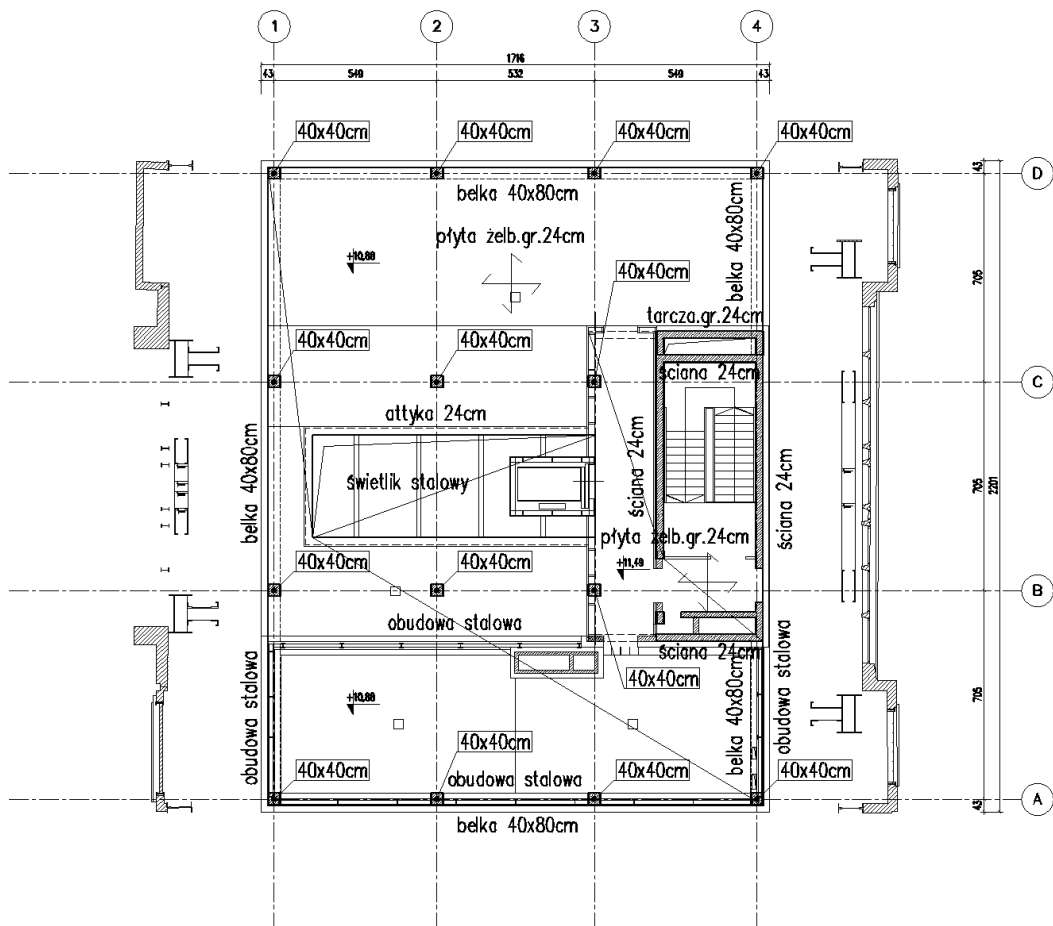 1 2 3 4
1716
43 549 532 549 43
40x40cm 40x40cm 40x40cm 40x40cm
D
43
belka 40x80cm
belka 40x80cm
płyta żelb.gr.24cm
+10,88
40x40cm
705
tarcza.gr.24cm
40x40cm 40x40cm
ściana 24cm
C
attyka 24cm
belka 40x80cm
świetlik stalowy
ściana 24cm
ściana 24cm
705
2201
płyta żelb.gr.24cm
40x40cm 40x40cm
+11,49
B
obudowa stalowa
ściana 24cm
40x40cm
obudowa stalowa
+10,88
belka 40x80cm
obudowa stalowa
705
40x40cm
40x40cm
obudowa stalowa
40x40cm
40x40cm
A
43
belka 40x80cm